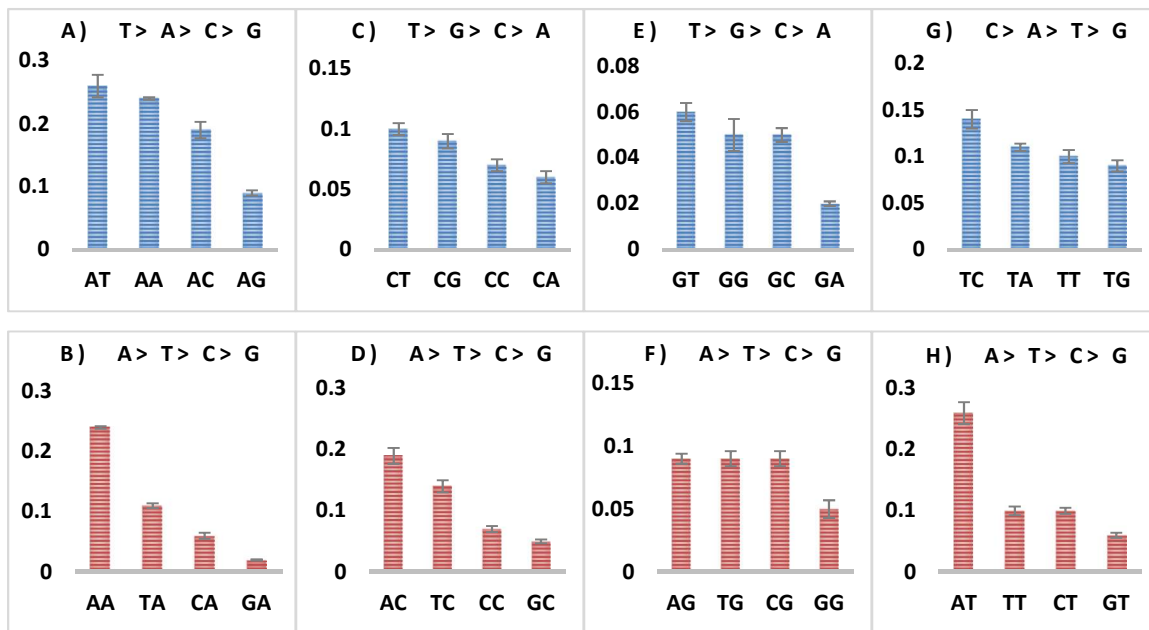 A) T > A > C > G
0.3
0.2
0.1
0
AT AA AC AG
C) T > G > C > A
0.15
0.1
0.05
0
CT CG CC CA
E) T > G > C > A
0.08
0.06
0.04
0.02
0
GT GG GC GA
G) C > A > T > G
0.2
0.15
0.1
0.05
0
TC TA TT TG
B) A > T > C > G
0.3
0.2
0.1
0
AA TA CA GA
D) A > T > C > G
0.3
0.2
0.1
0
AC TC CC GC
F) A > T > C > G
0.15
0.1
0.05
0
AG TG CG GG
H) A > T > C > G
0.3
0.2
0.1
0
AT TT CT GT